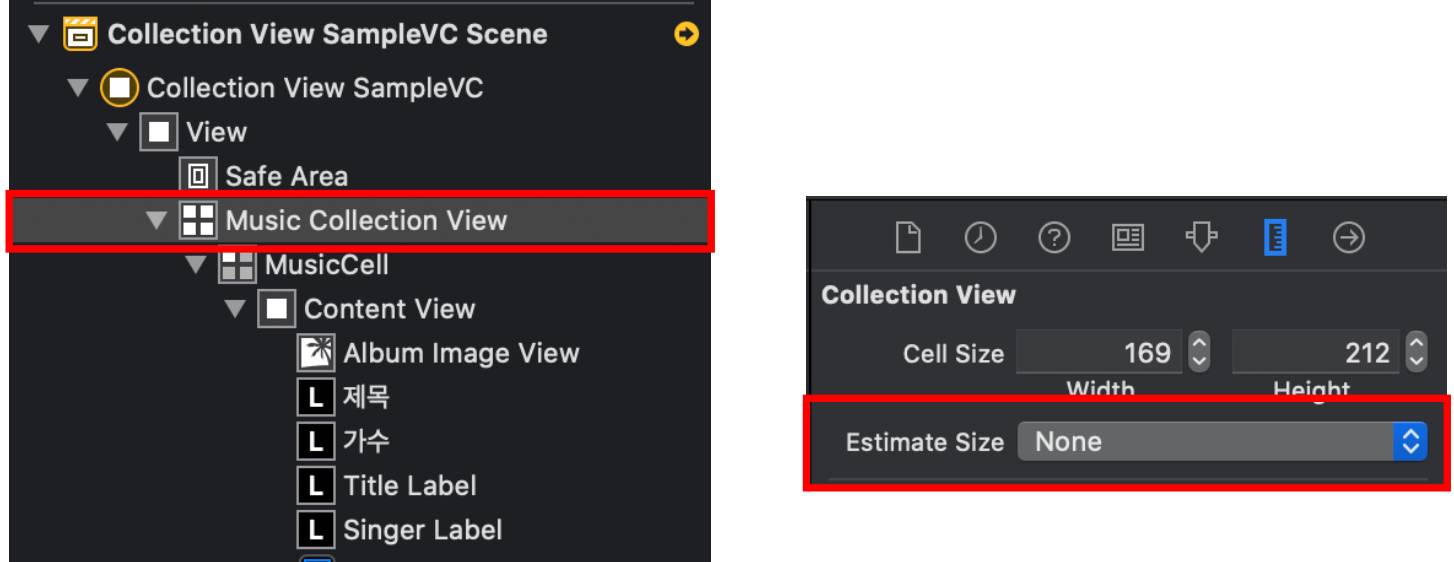 Collection View SampleVC Scene
Collection View SampleVC
View
Safe Area
Music Collection View
MusicCell
Content View
Album Image View
L 제목
L 가수
L Title Label
L Singer Label
?
Collection View
Cell Size 169 212
Width Height
Estimate Size None